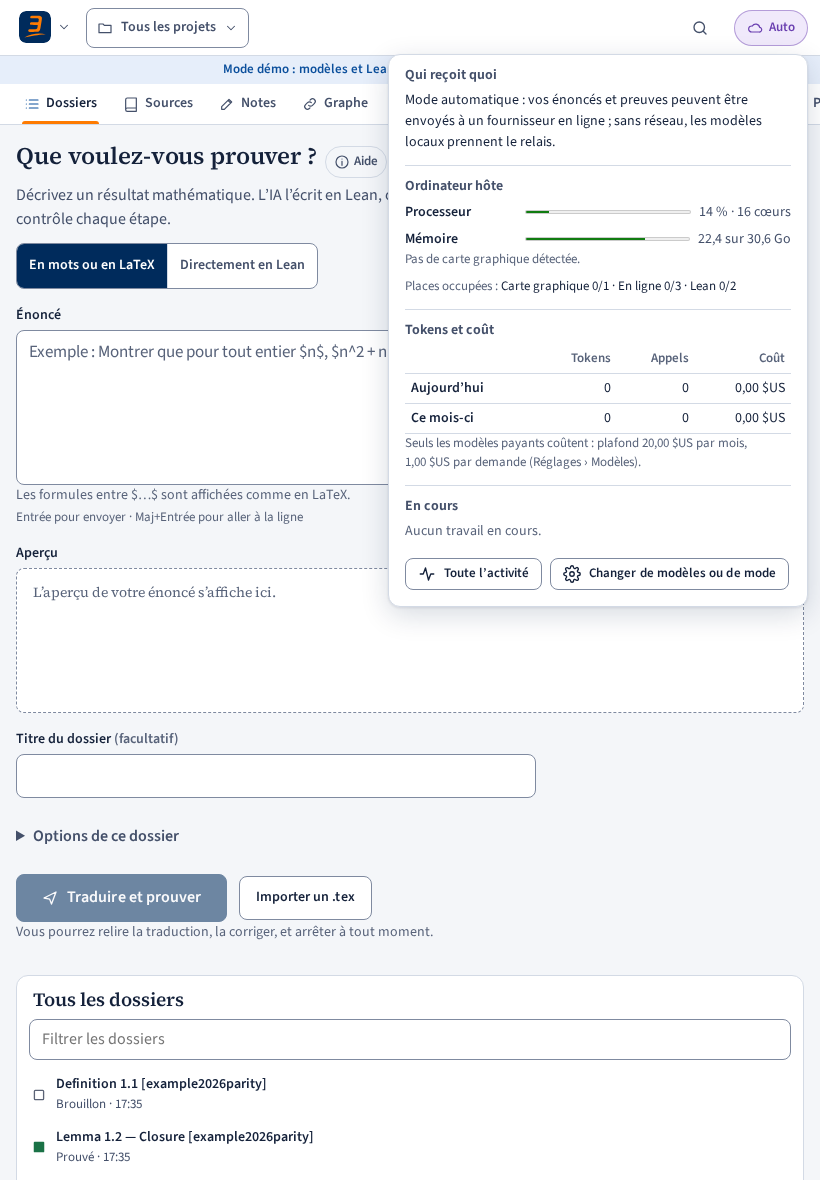 Tous les projets
Auto
Mode démo : modèles et Lea
Dossiers
Sources
Notes
Graphe
P
Que voulez-vous prouver ?
Aide
Décrivez un résultat mathématique. L’IA l’écrit en Lean,
contrôle chaque étape.
En mots ou en LaTeX
Directement en Lean
Énoncé
Exemple : Montrer que pour tout entier $n$, $n^2 + n
Les formules entre $…$ sont affichées comme en LaTeX.
Entrée pour envoyer · Maj+Entrée pour aller à la ligne
Aperçu
L’aperçu de votre énoncé s’affiche ici.
Titre du dossier (facultatif)
Options de ce dossier
Traduire et prouver
Importer un .tex
Vous pourrez relire la traduction, la corriger, et arrêter à tout moment.
Tous les dossiers
Filtrer les dossiers
Definition 1.1 [example2026parity]
Brouillon · 17:35
Lemma 1.2 — Closure [example2026parity]
Prouvé · 17:35
Qui reçoit quoi
Mode automatique : vos énoncés et preuves peuvent être
envoyés à un fournisseur en ligne ; sans réseau, les modèles
locaux prennent le relais.
Ordinateur hôte
Processeur 14 % · 16 cœurs
Mémoire 22,4 sur 30,6 Go
Pas de carte graphique détectée.
Places occupées : Carte graphique 0/1 · En ligne 0/3 · Lean 0/2
Tokens et coût
Tokens Appels Coût
Aujourd’hui 0 0 0,00 $US
Ce mois-ci 0 0 0,00 $US
Seuls les modèles payants coûtent : plafond 20,00 $US par mois,
1,00 $US par demande (Réglages › Modèles).
En cours
Aucun travail en cours.
Toute l’activité
Changer de modèles ou de mode